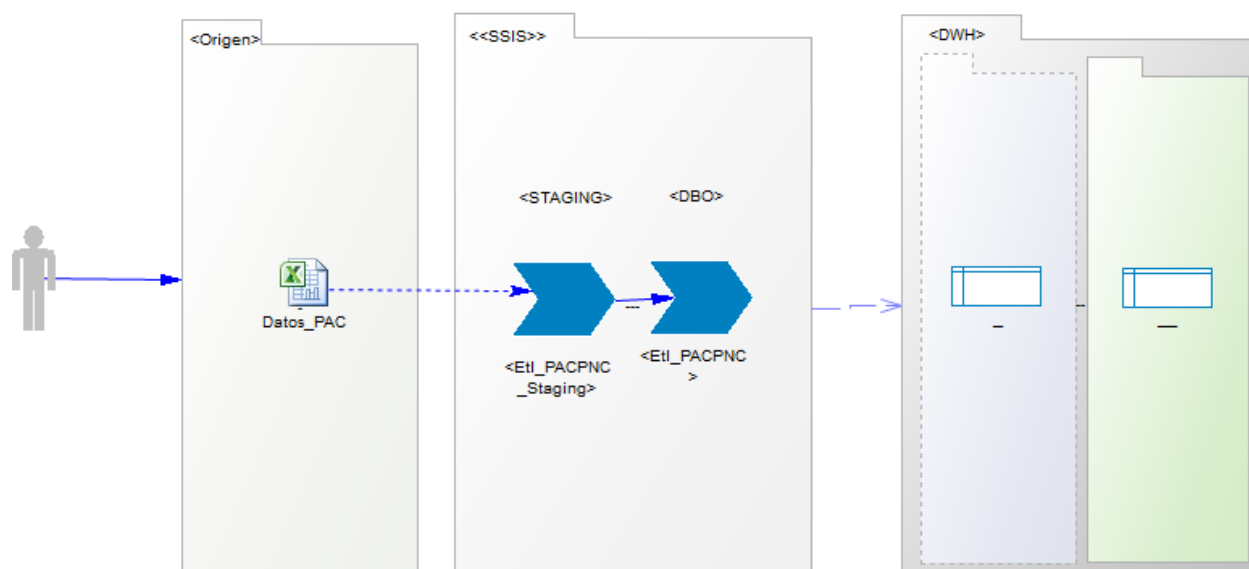 <Origen>
<<SSIS>>
<DWH>
<STAGING>
<DBO>
Datos_PAC
<Etl_PACPNC
_Staging>
<Etl_PACPNC
>